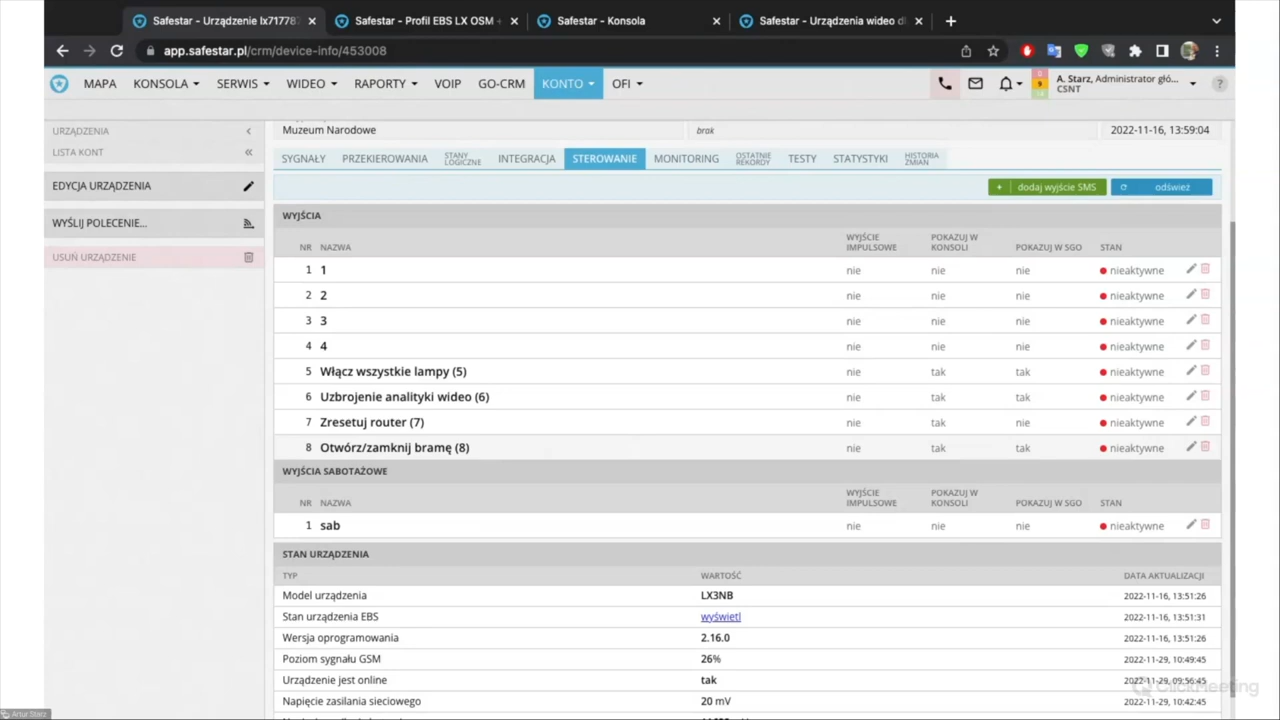 Safestar - Urządzenie lx71778
Safestar - Profil EBS LX OSM +
Safestar - Konsola
Safestar - Urządzenia wideo d
app.safestar.pl/crm/device-info/453008
MAPA KONSOLA SERWIS WIDEO RAPORTY VOIP GO-CRM KONTO OFI
A. Starz, Administrator głó...
CSNT
?
URZĄDZENIA
LISTA KONT
EDYCJA URZĄDZENIA
WYŚLIJ POLECENIE...
USUŃ URZĄDZENIE
Muzeum Narodowe brak 2022-11-16, 13:59:04
SYGNAŁY PRZEKIEROWANIA STANY LOGICZNE INTEGRACJA STEROWANIE MONITORING OSTATNIE REKORDY TESTY STATYSTYKI HISTORIA ZMIAN
+ dodaj wyjście SMS odśwież
WYJŚCIA
NR NAZWA WYJŚCIE IMPULSOWE POKAZUJ W KONSOLI POKAZUJ W SGO STAN
1 1 nie nie nie nieaktywne
2 2 nie nie nie nieaktywne
3 3 nie nie nie nieaktywne
4 4 nie nie nie nieaktywne
5 Włącz wszystkie lampy (5) nie tak tak nieaktywne
6 Uzbrojenie analityki wideo (6) nie tak tak nieaktywne
7 Zresetuj router (7) nie tak tak nieaktywne
8 Otwórz/zamknij bramę (8) nie tak tak nieaktywne
WYJŚCIA SABOTAŻOWE
NR NAZWA WYJŚCIE IMPULSOWE POKAZUJ W KONSOLI POKAZUJ W SGO STAN
1 sab nie nie nie nieaktywne
STAN URZĄDZENIA
TYP WARTOŚĆ DATA AKTUALIZACJI
Model urządzenia LX3NB 2022-11-16, 13:51:26
Stan urządzenia EBS wyświetl 2022-11-16, 13:51:31
Wersja oprogramowania 2.16.0 2022-11-16, 13:51:26
Poziom sygnału GSM 26% 2022-11-29, 10:49:45
Urządzenie jest online tak 2022-11-29, 09:56:45
Napięcie zasilania sieciowego 20 mV 2022-11-29, 10:42:45
ClickMeeting
Artur Starz